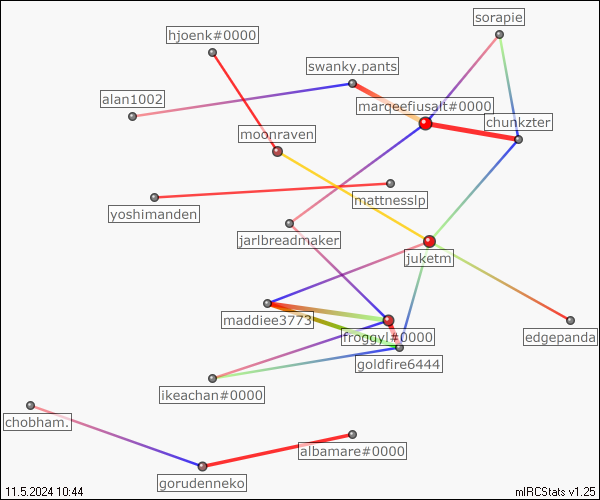 sorapie
hjoenk#0000
swanky.pants
alan1002
marqeefiusalt#0000
chunkzter
moonraven
mattnesslp
yoshimanden
jarlbreadmaker
juketm
maddiee3773
froggyl#0000
edgepanda
goldfire6444
ikeachan#0000
chobham.
albamare#0000
gorudenneko
11.5.2024 10:44
mIRCStats v1.25